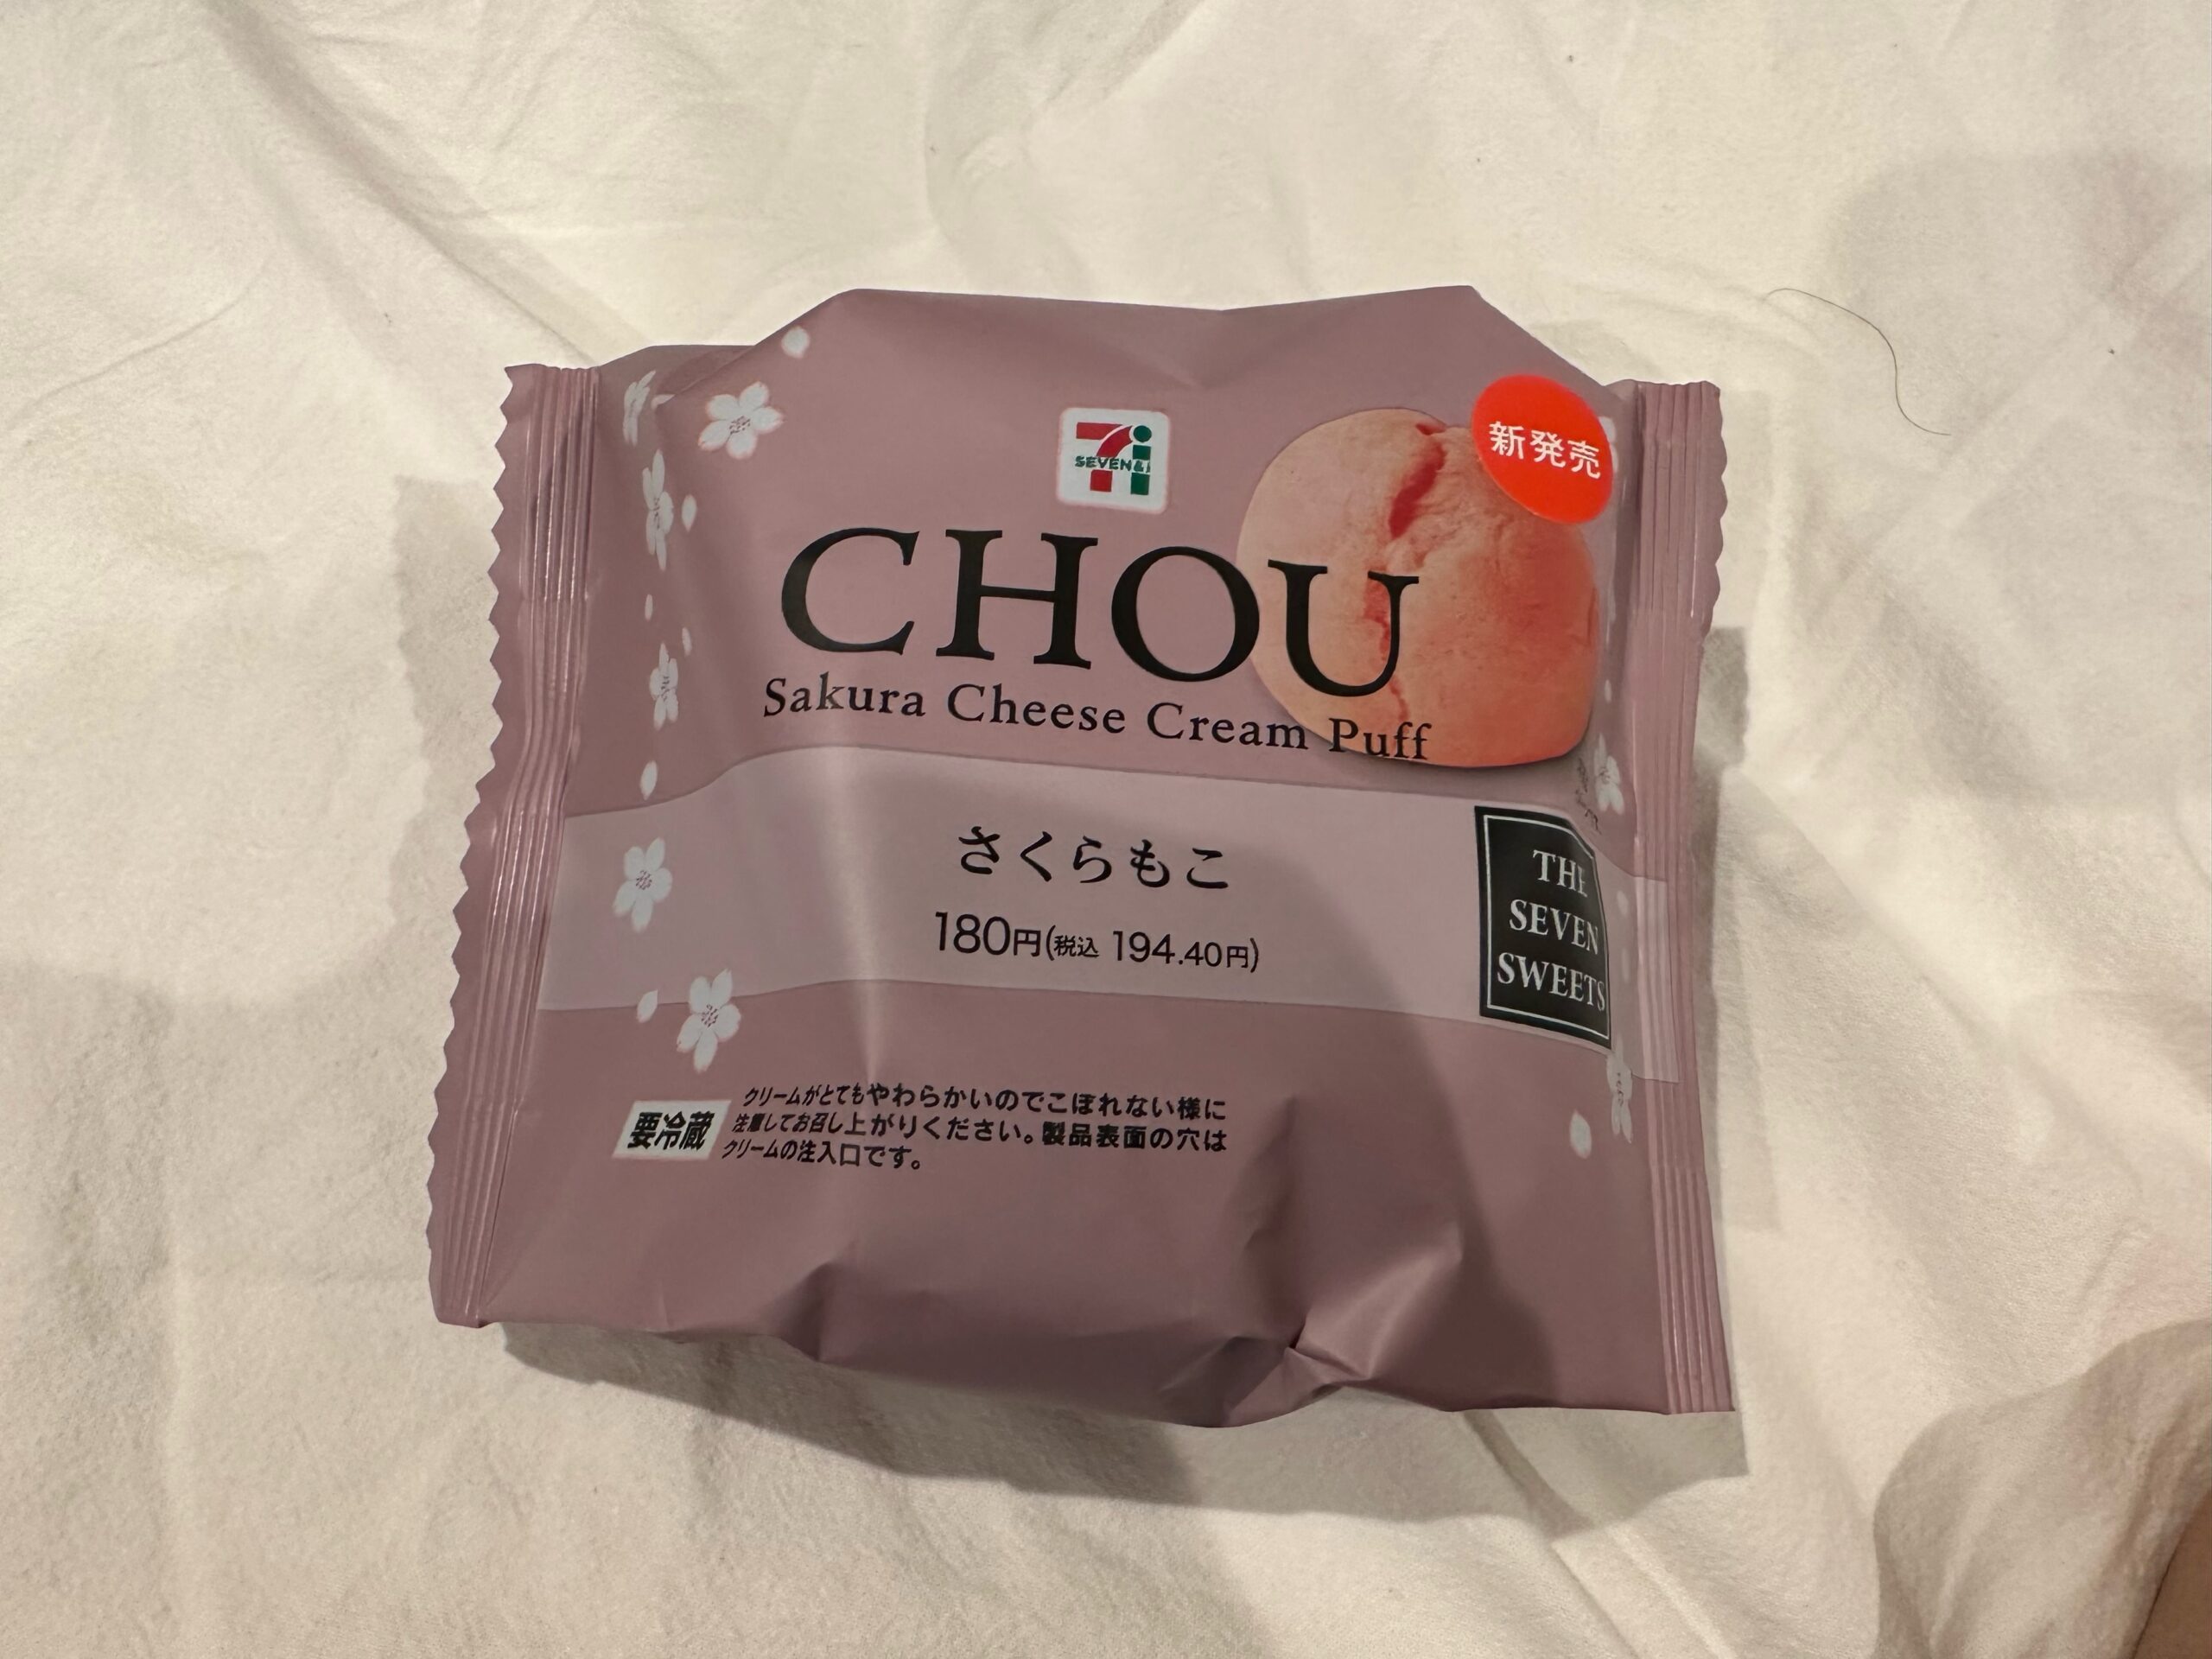 SEVEN&i
新発売
CHOU
Sakura Cheese Cream Puff
さくらもこ
180円(税込 194.40円)
THE
SEVEN
SWEETS
要冷蔵
クリームがとてもやわらかいのでこぼれない様に
注意してお召し上がりください。製品表面の穴は
クリームの注入口です。